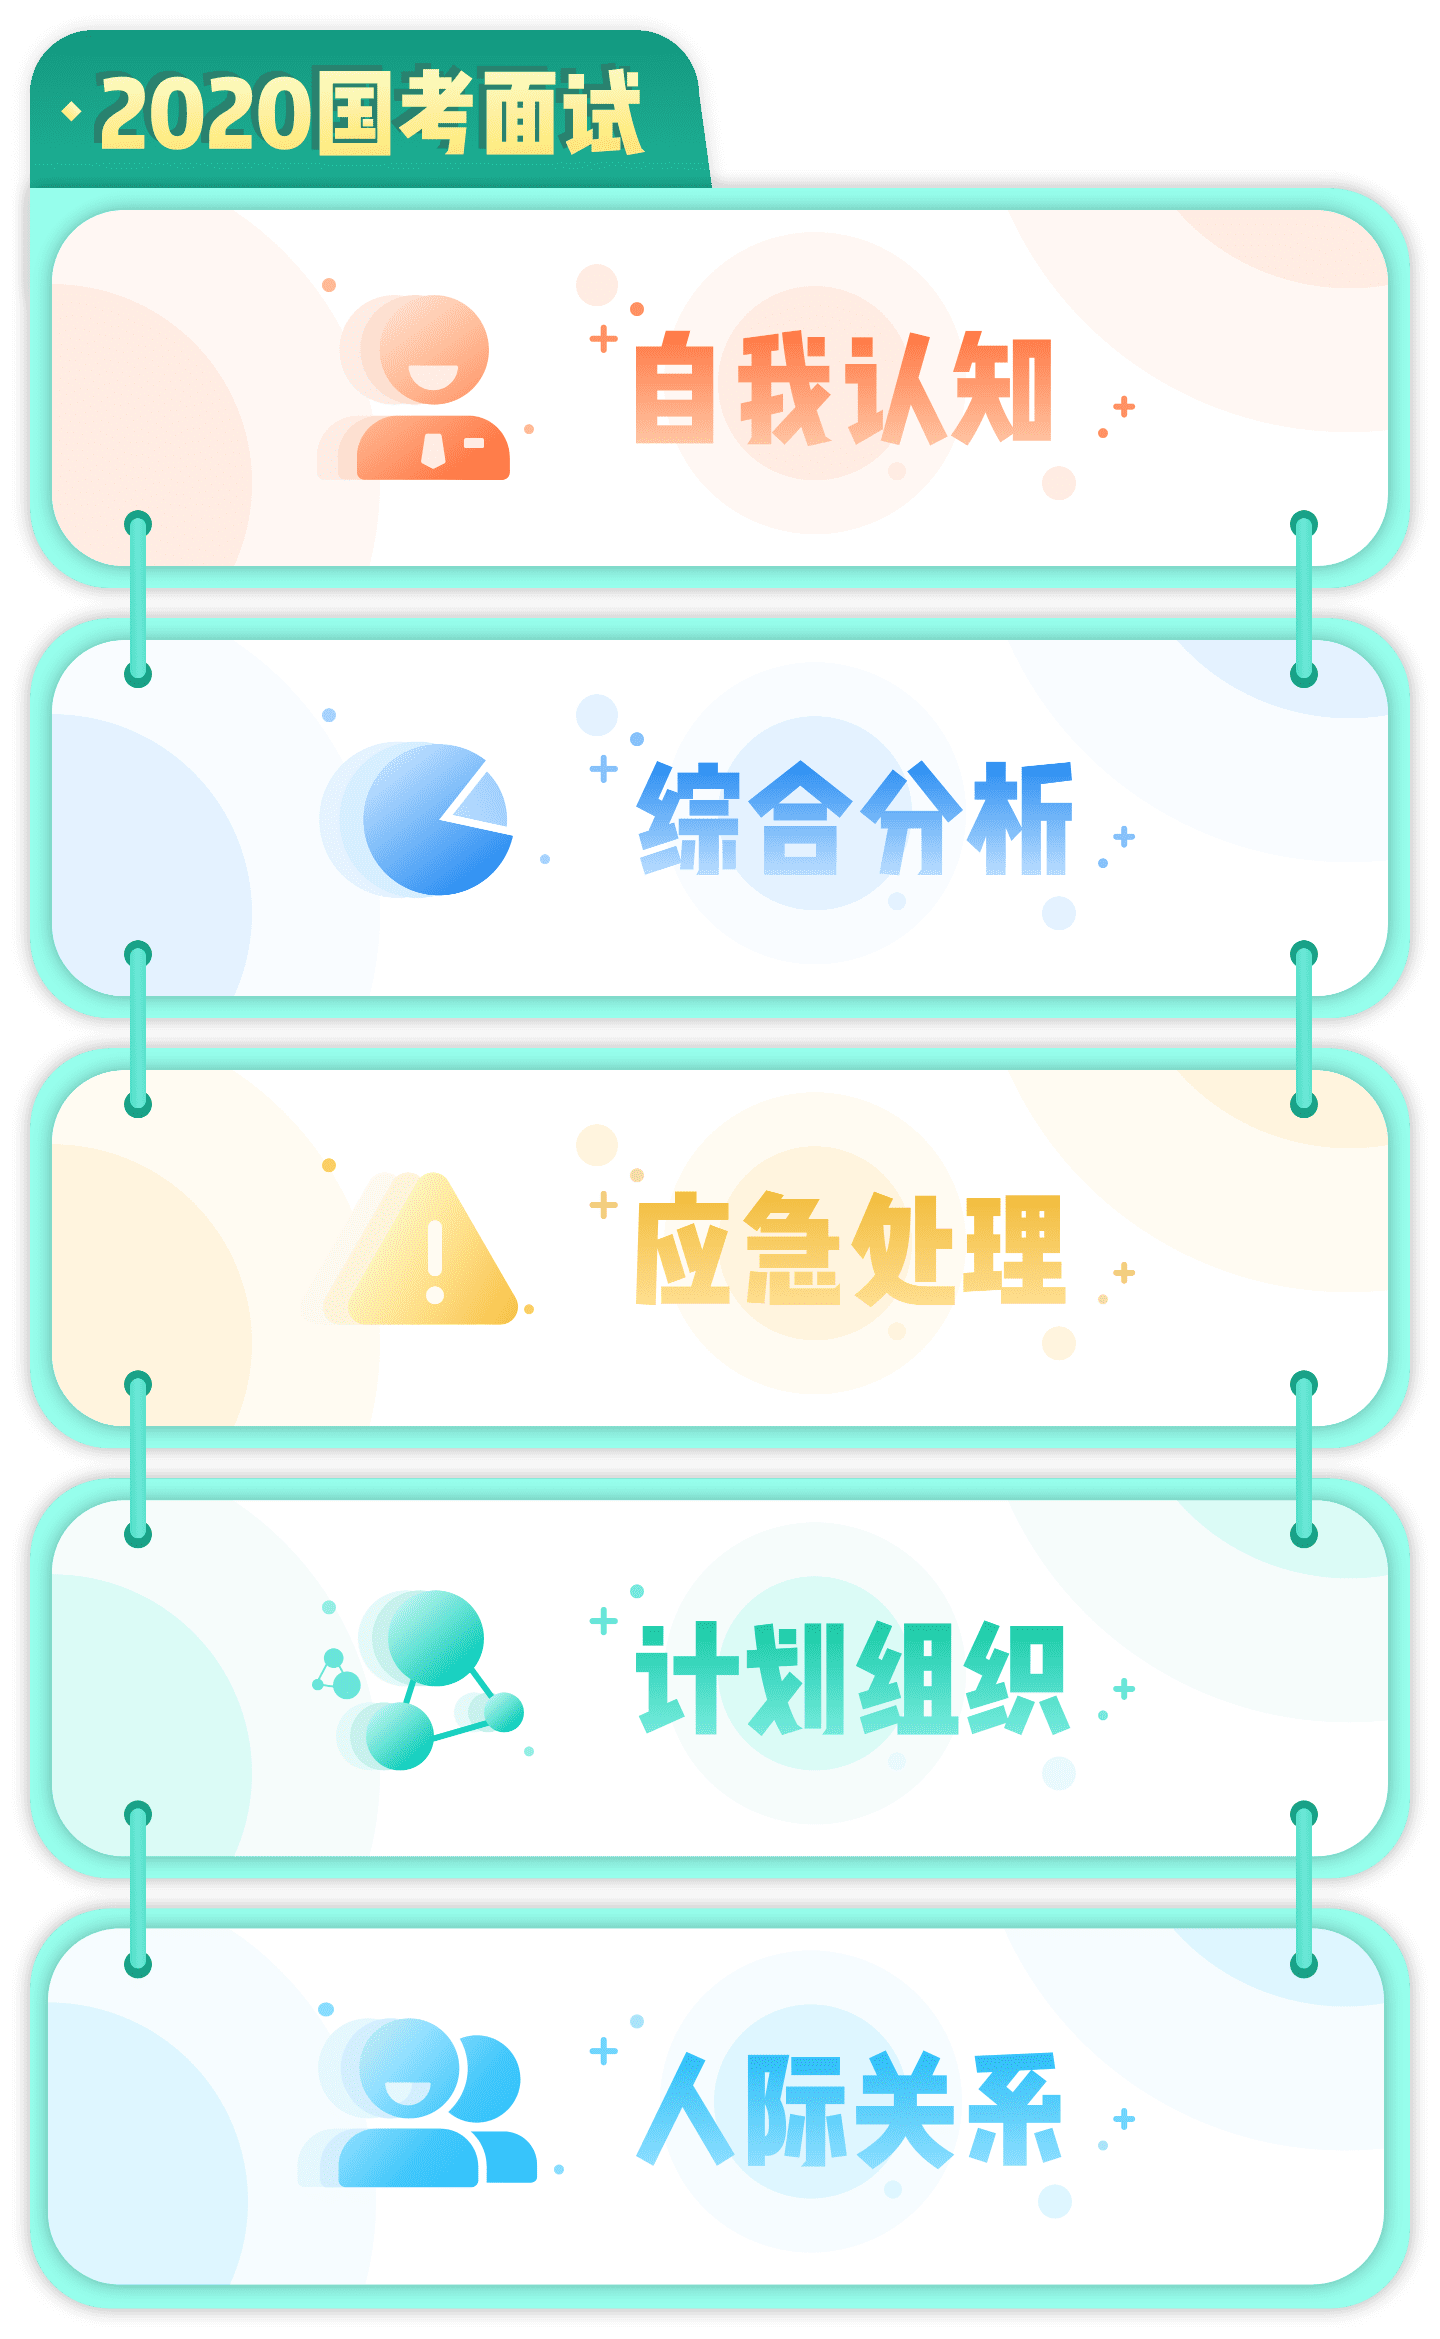 2020国考面试
自我认知
综合分析
应急处理
计划组织
人际关系